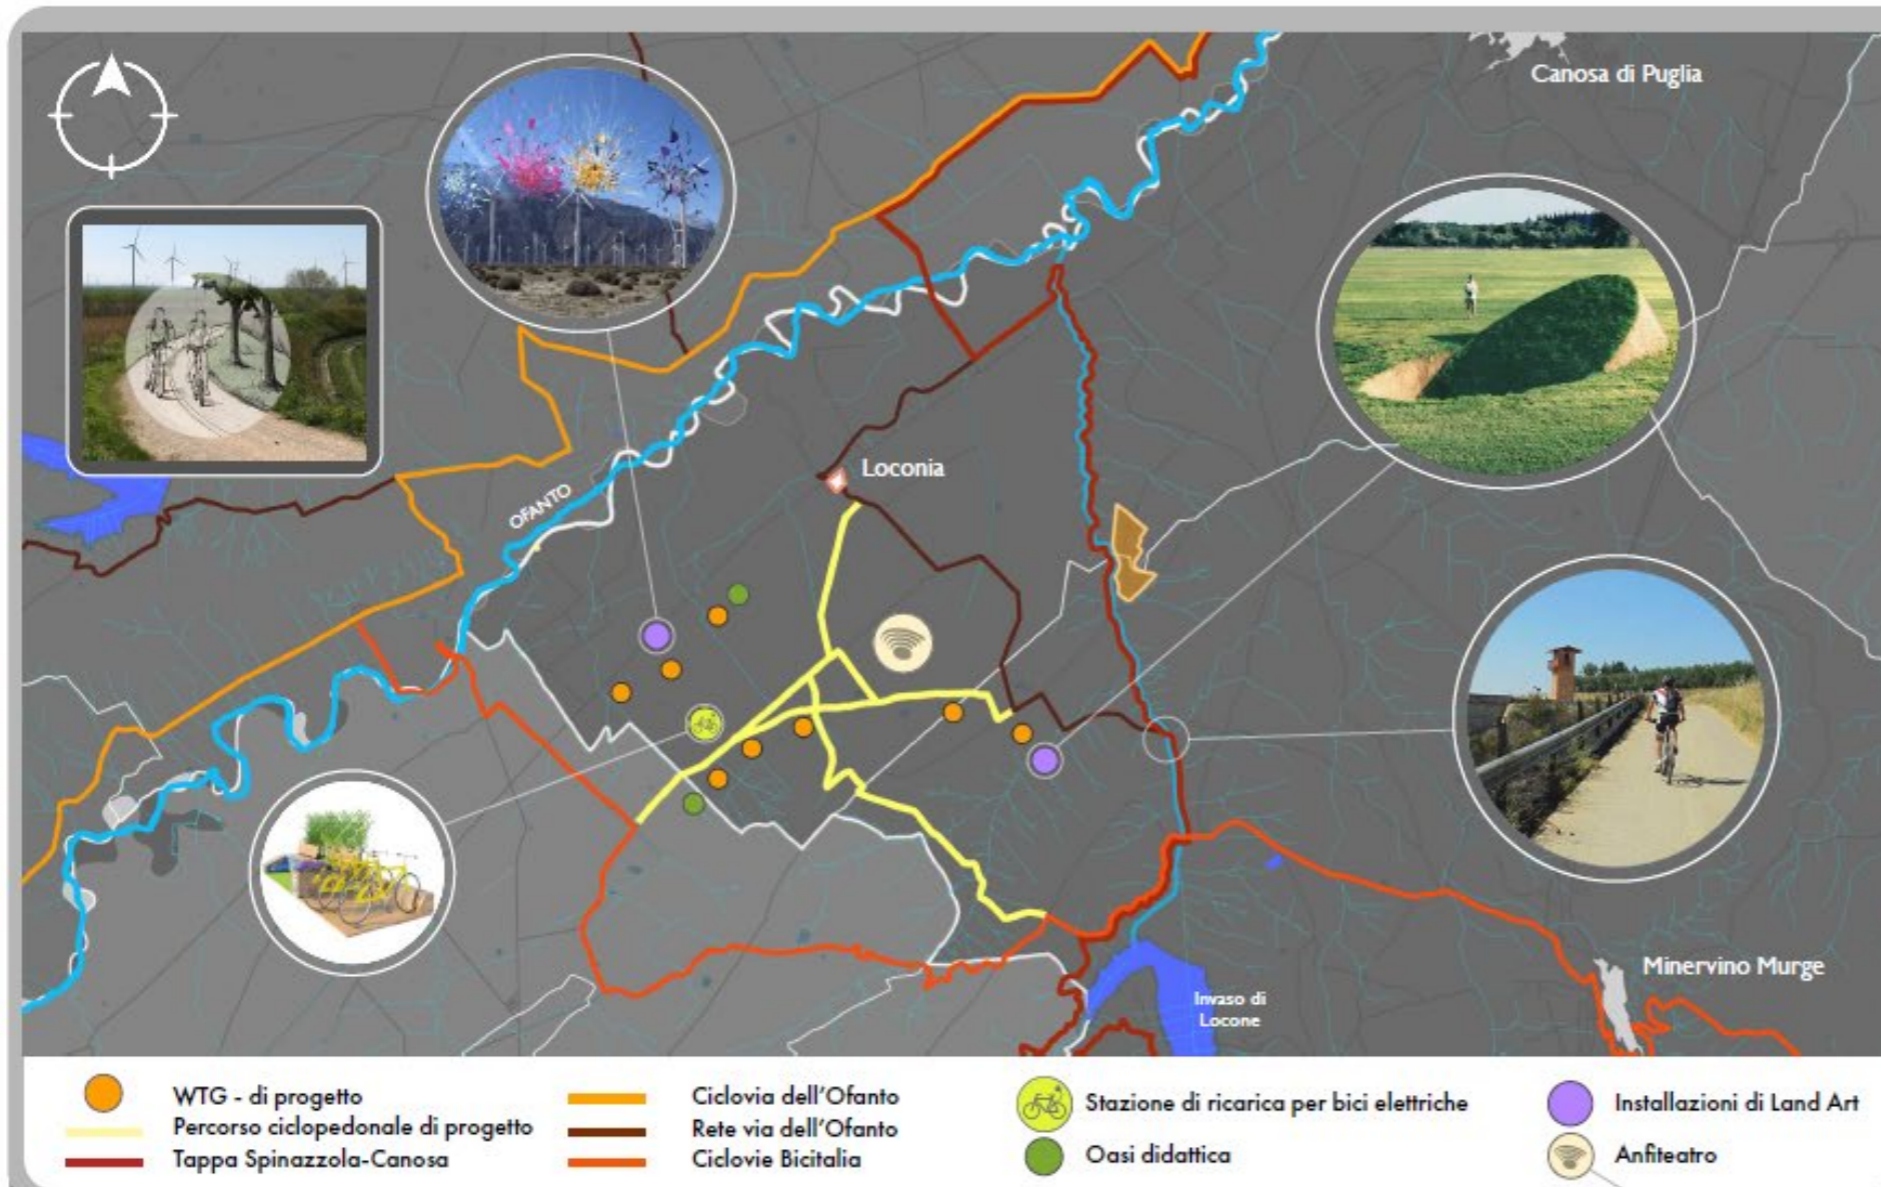 Canosa di Puglia
Loconia
OFANTO
Minervino Murge
Invaso di
Locone
WTG - di progetto
Percorso ciclopedonale di progetto
Tappa Spinazzola-Canosa
Ciclovia dell'Ofanto
Rete via dell'Ofanto
Ciclovie Bicitalia
Stazione di ricarica per bici elettriche
Oasi didattica
Installazioni di Land Art
Anfiteatro